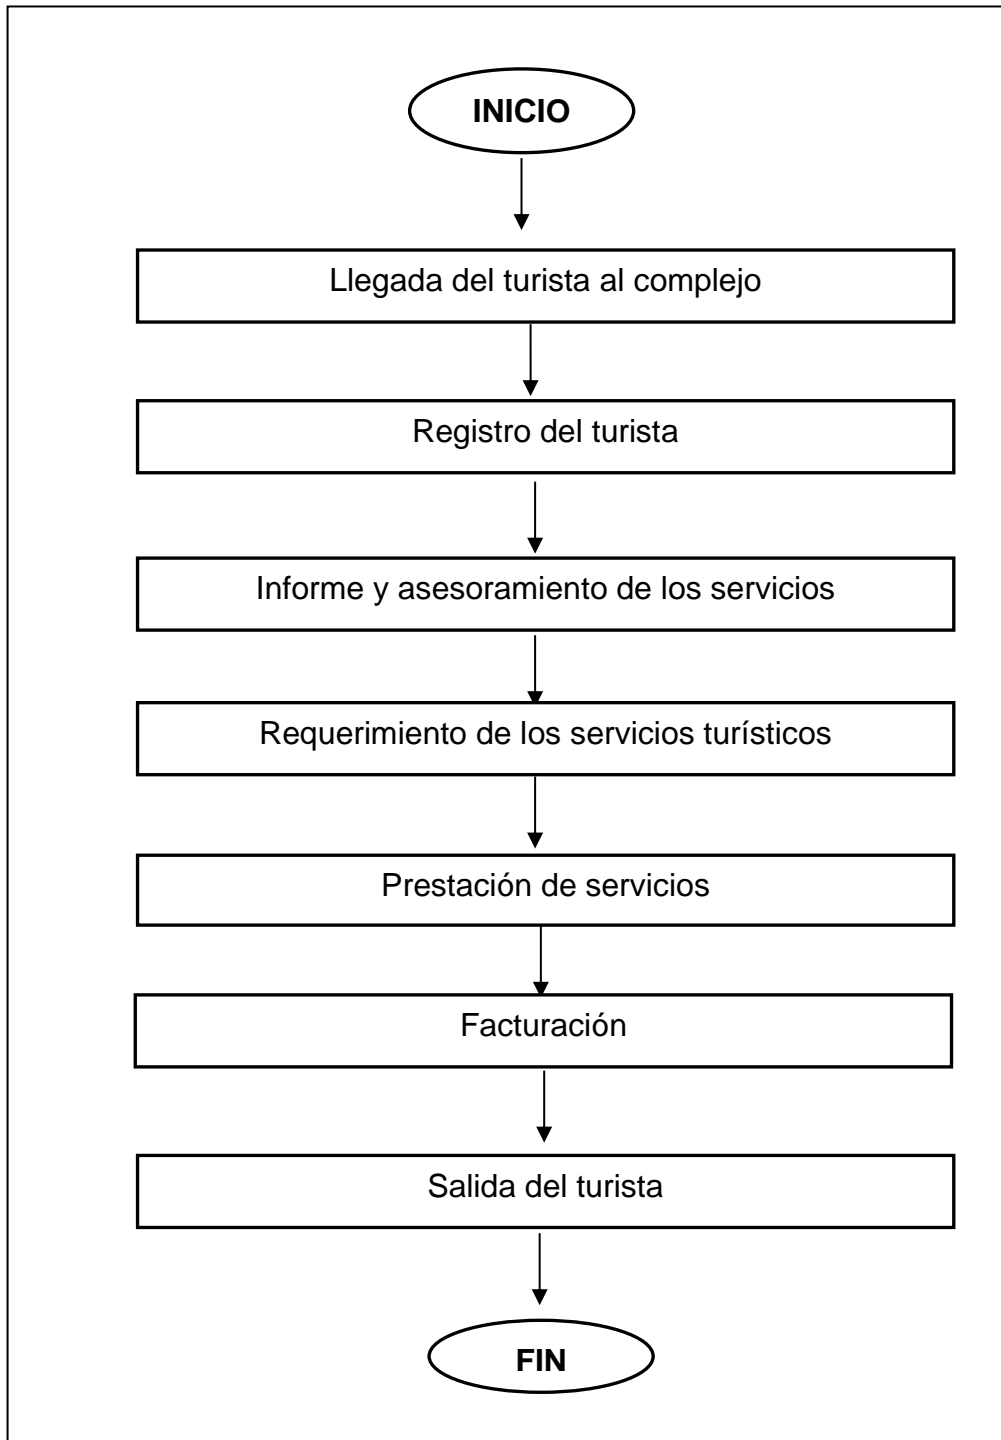 INICIO
Llegada del turista al complejo
Registro del turista
Informe y asesoramiento de los servicios
Requerimiento de los servicios turísticos
Prestación de servicios
Facturación
Salida del turista
FIN